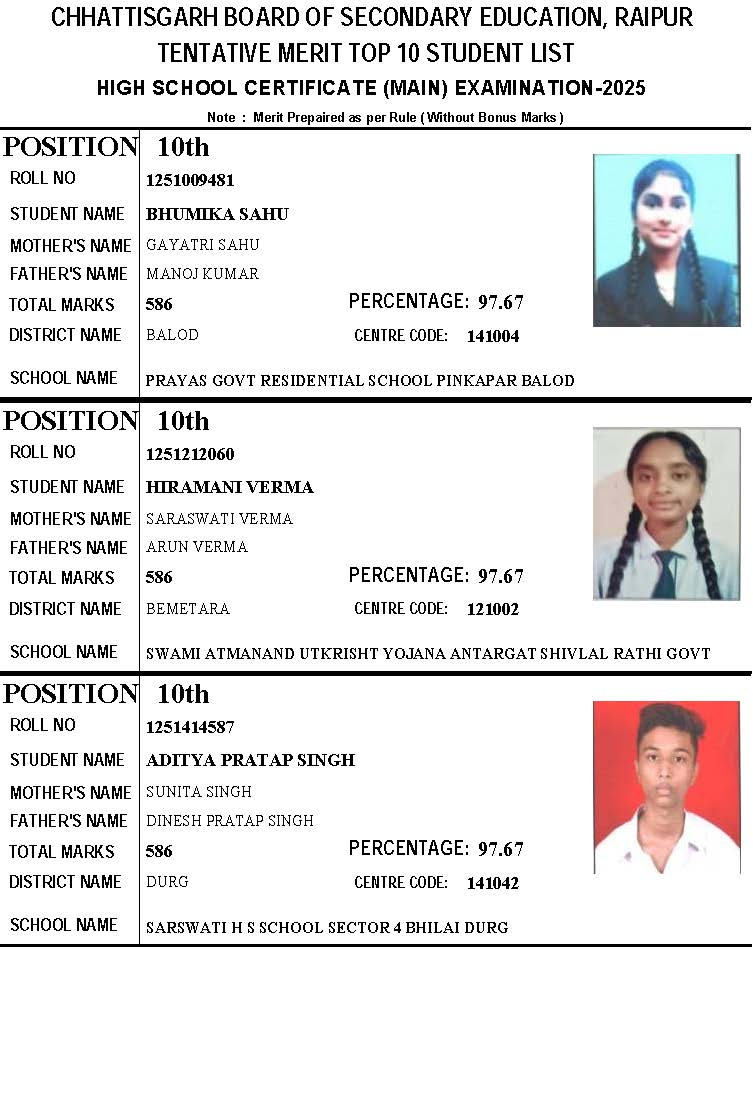 CHHATTISGARH BOARD OF SECONDARY EDUCATION, RAIPUR
TENTATIVE MERIT TOP 10 STUDENT LIST
HIGH SCHOOL CERTIFICATE (MAIN) EXAMINATION-2025
Note : Merit Prepaired as per Rule ( Without Bonus Marks )
POSITION 10th
ROLL NO 1251009481
STUDENT NAME BHUMIKA SAHU
MOTHER'S NAME GAYATRI SAHU
FATHER'S NAME MANOJ KUMAR
TOTAL MARKS 586 PERCENTAGE: 97.67
DISTRICT NAME BALOD CENTRE CODE: 141004
SCHOOL NAME PRAYAS GOVT RESIDENTIAL SCHOOL PINKAPAR BALOD
POSITION 10th
ROLL NO 1251212060
STUDENT NAME HIRAMANI VERMA
MOTHER'S NAME SARASWATI VERMA
FATHER'S NAME ARUN VERMA
TOTAL MARKS 586 PERCENTAGE: 97.67
DISTRICT NAME BEMETARA CENTRE CODE: 121002
SCHOOL NAME SWAMI ATMANAND UTKRISHT YOJANA ANTARGAT SHIVLAL RATHI GOVT
POSITION 10th
ROLL NO 1251414587
STUDENT NAME ADITYA PRATAP SINGH
MOTHER'S NAME SUNITA SINGH
FATHER'S NAME DINESH PRATAP SINGH
TOTAL MARKS 586 PERCENTAGE: 97.67
DISTRICT NAME DURG CENTRE CODE: 141042
SCHOOL NAME SARSWATI H S SCHOOL SECTOR 4 BHILAI DURG